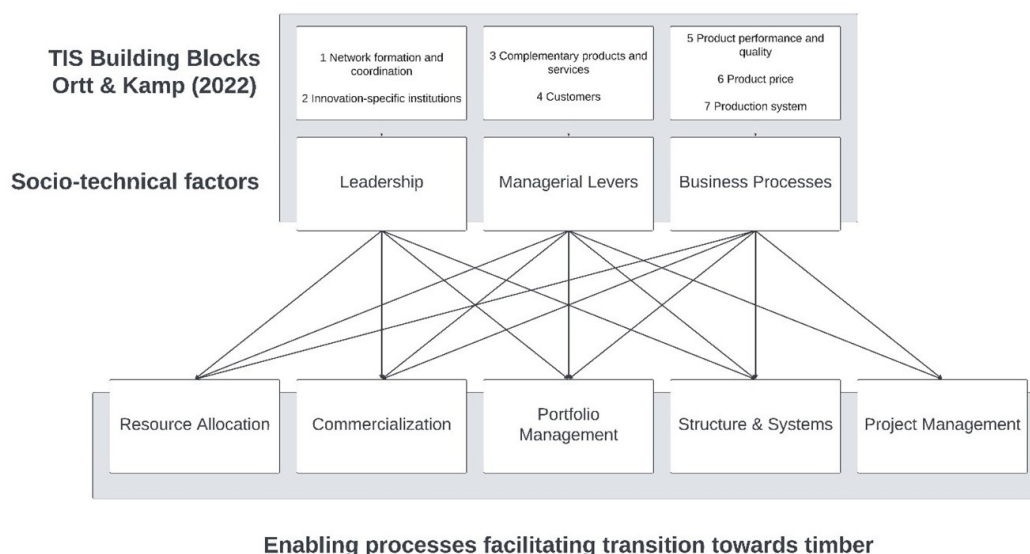 TIS Building Blocks
Ortt & Kamp (2022)
1 Network formation and
coordination
2 Innovation-specific institutions
3 Complementary products and
services
4 Customers
5 Product performance and
quality
6 Product price
7 Production system
Socio-technical factors
Leadership
Managerial Levers
Business Processes
Resource Allocation
Commercialization
Portfolio
Management
Structure & Systems
Project Management
Enabling processes facilitating transition towards timber